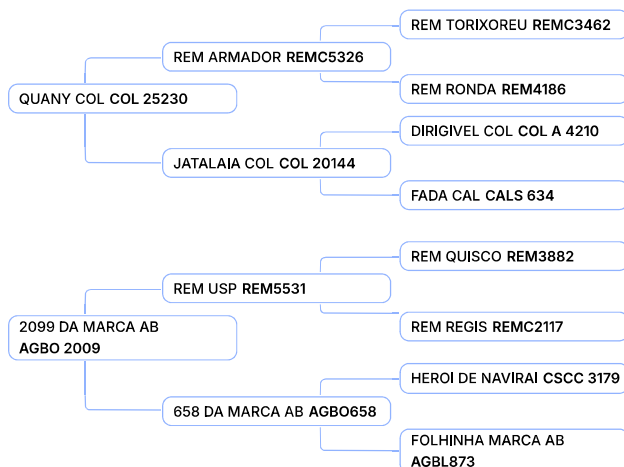 REM TORIXOREU REMC3462
REM ARMADOR REMC5326
REM RONDA REM4186
QUANY COL COL 25230
DIRIGIVEL COL COL A 4210
JATALAIA COL COL 20144
FADA CAL CALS 634
REM QUISCO REM3882
REM USP REM5531
REM REGIS REMC2117
2099 DA MARCA AB
AGBO 2009
HEROI DE NAVIRAI CSCC 3179
658 DA MARCA AB AGBO658
FOLHINHA MARCA AB
AGBL873